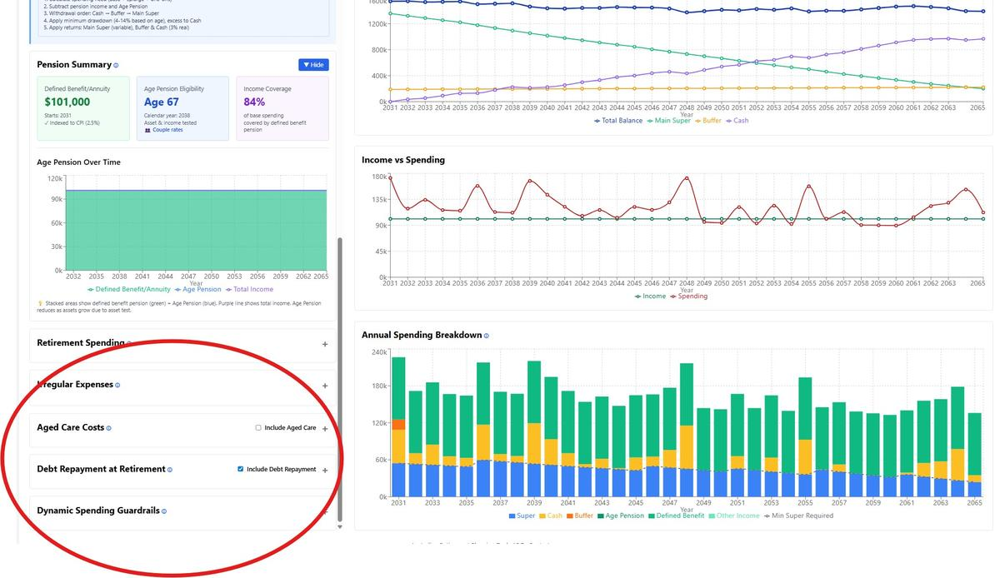 2. Subtract pension income and Age Pension
3. Withdrawal order: Cash → Buffer → Main Super
4. Apply minimum drawdown (4–14% based on age), excess to Cash
5. Apply returns: Main Super (variable), Buffer & Cash (3% real)
Pension Summary
▼ Hide
Defined Benefit/Annuity
$101,000
Starts: 2031
✓ Indexed to CPI (2.5%)
Age Pension Eligibility
Age 67
Calendar year: 2038
Asset & income tested
Couple rates
Income Coverage
84%
of base spending
covered by defined benefit
pension
Age Pension Over Time
120k
90k
60k
30k
0k
2032 2035 2038 2041 2044 2047 2050 2053 2056 2059 2062 2065
Year
Defined Benefit/Annuity Age Pension Total Income
Stacked areas show defined benefit pension (green) + Age Pension (blue). Purple line shows total income. Age Pension
reduces as assets grow due to asset test.
Retirement Spending
+
Irregular Expenses
+
Aged Care Costs
Include Aged Care +
Debt Repayment at Retirement
Include Debt Repayment +
Dynamic Spending Guardrails
1600k
1200k
800k
400k
0k
2031 2032 2033 2034 2035 2036 2037 2038 2039 2040 2041 2042 2043 2044 2045 2046 2047 2048 2049 2050 2051 2052 2053 2054 2055 2056 2057 2058 2059 2060 2061 2062 2063 2065
Year
Total Balance Main Super Buffer Cash
Income vs Spending
180k
135k
90k
45k
0k
2031 2032 2033 2034 2035 2036 2037 2038 2039 2040 2041 2042 2043 2044 2045 2046 2047 2048 2049 2050 2051 2052 2053 2054 2055 2056 2057 2058 2059 2060 2061 2062 2063 2065
Year
Income Spending
Annual Spending Breakdown
240k
180k
120k
60k
0k
2031 2033 2035 2037 2039 2041 2043 2045 2047 2049 2051 2053 2055 2057 2059 2061 2063 2065
Year
Super Cash Buffer Age Pension Defined Benefit Other Income Min Super Required